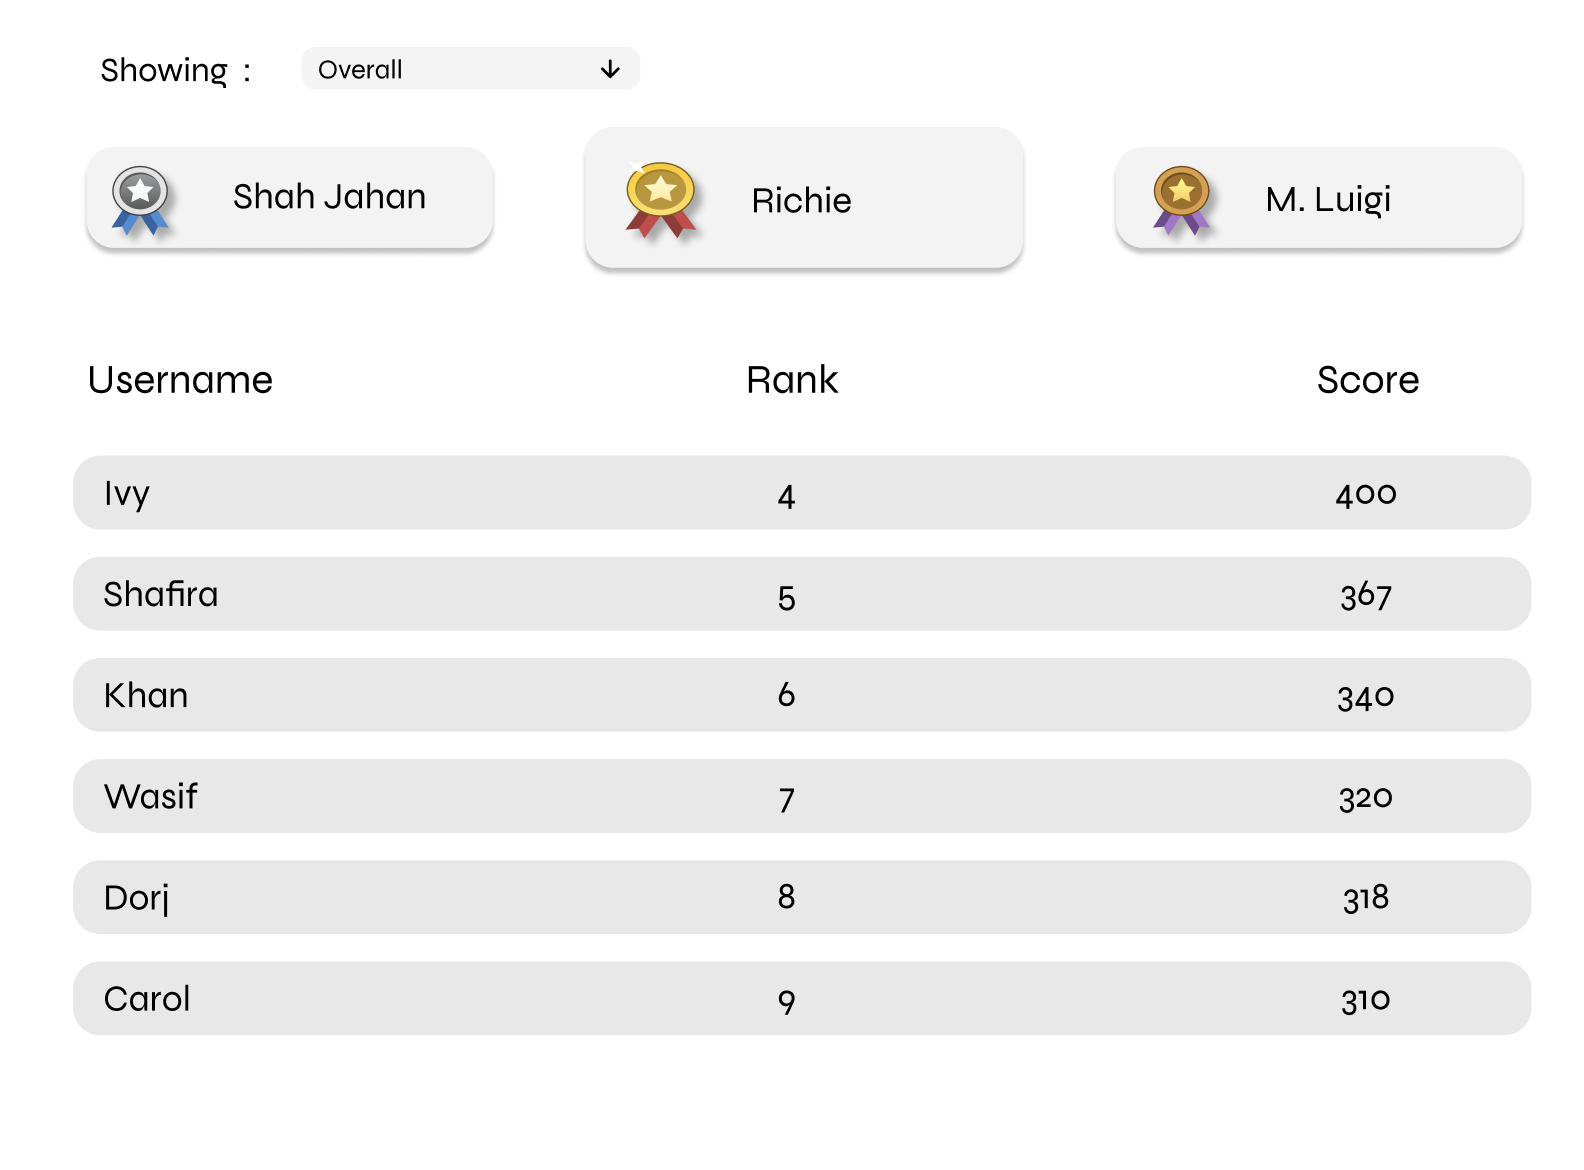 Showing : Overall
Shah Jahan Richie M. Luigi
Username Rank Score
Ivy 4 400
Shafira 5 367
Khan 6 340
Wasif 7 320
Dorj 8 318
Carol 9 310